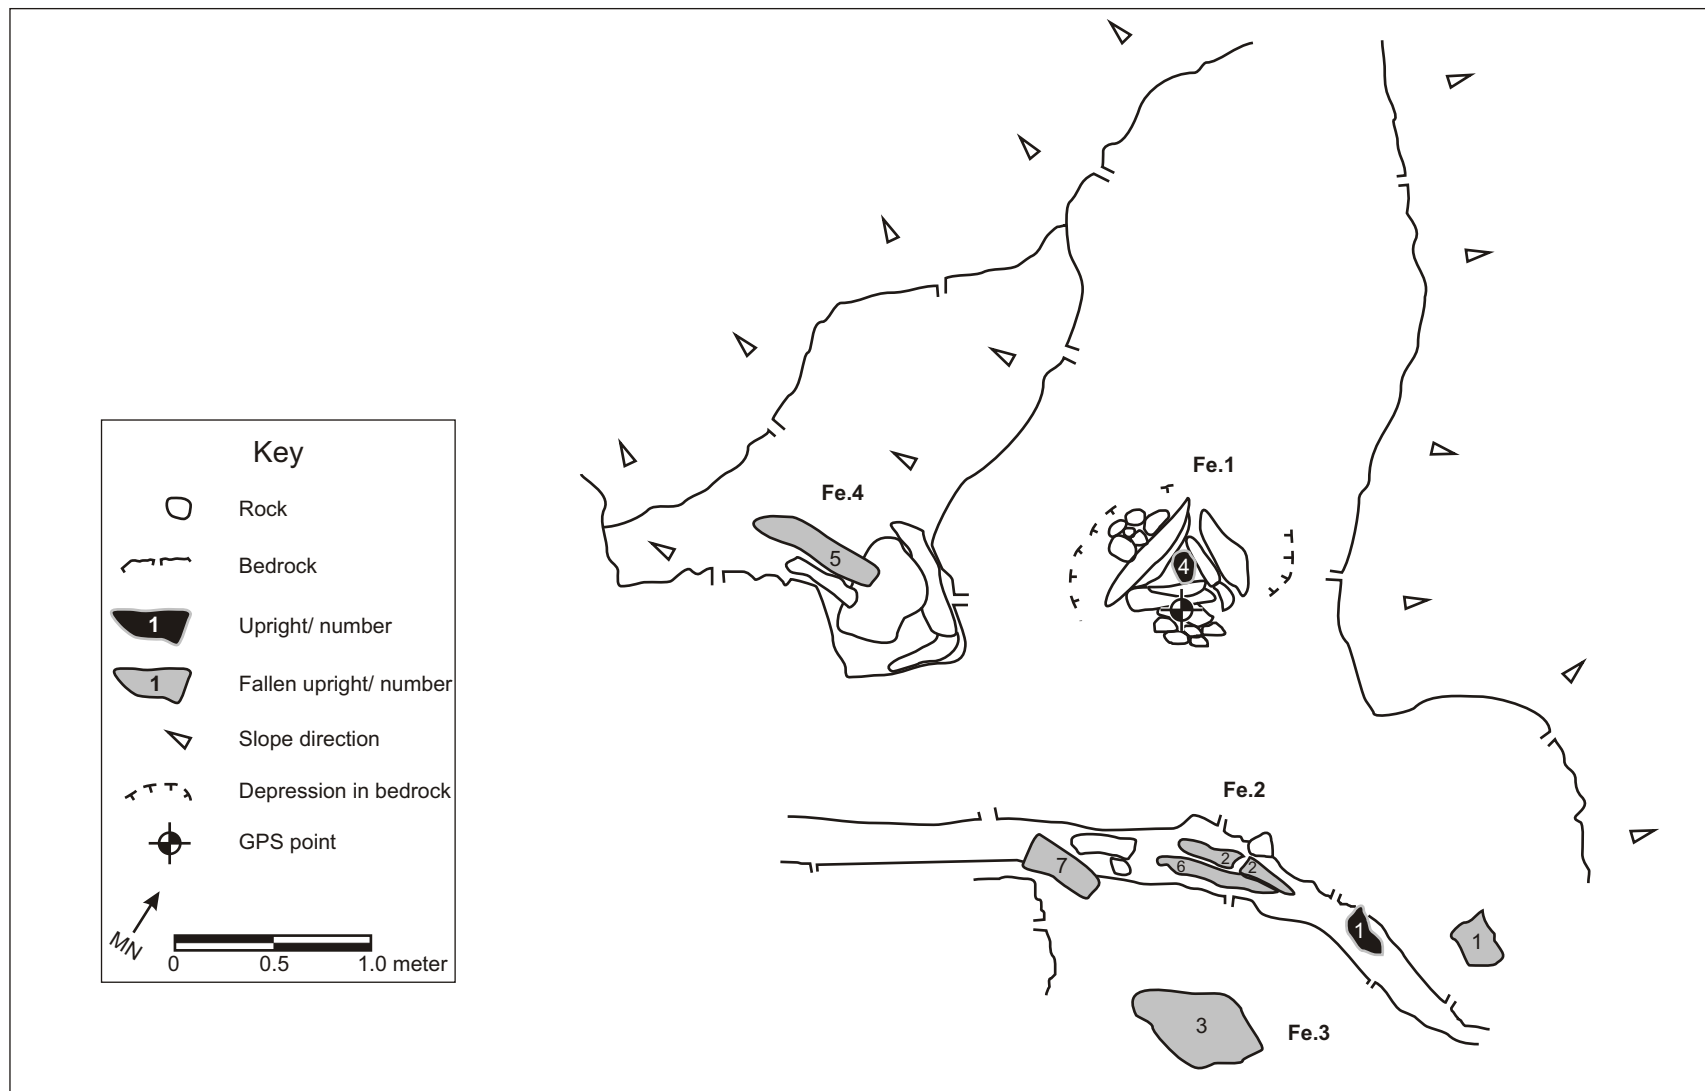 Fe.1
Fe.4
5
4
Key
Rock
Bedrock
1 Upright/ number
1 Fallen upright/ number
Slope direction
Depression in bedrock
GPS point
MN
0 0.5 1.0 meter
Fe.2
7
6
2
2
1
1
3
Fe.3